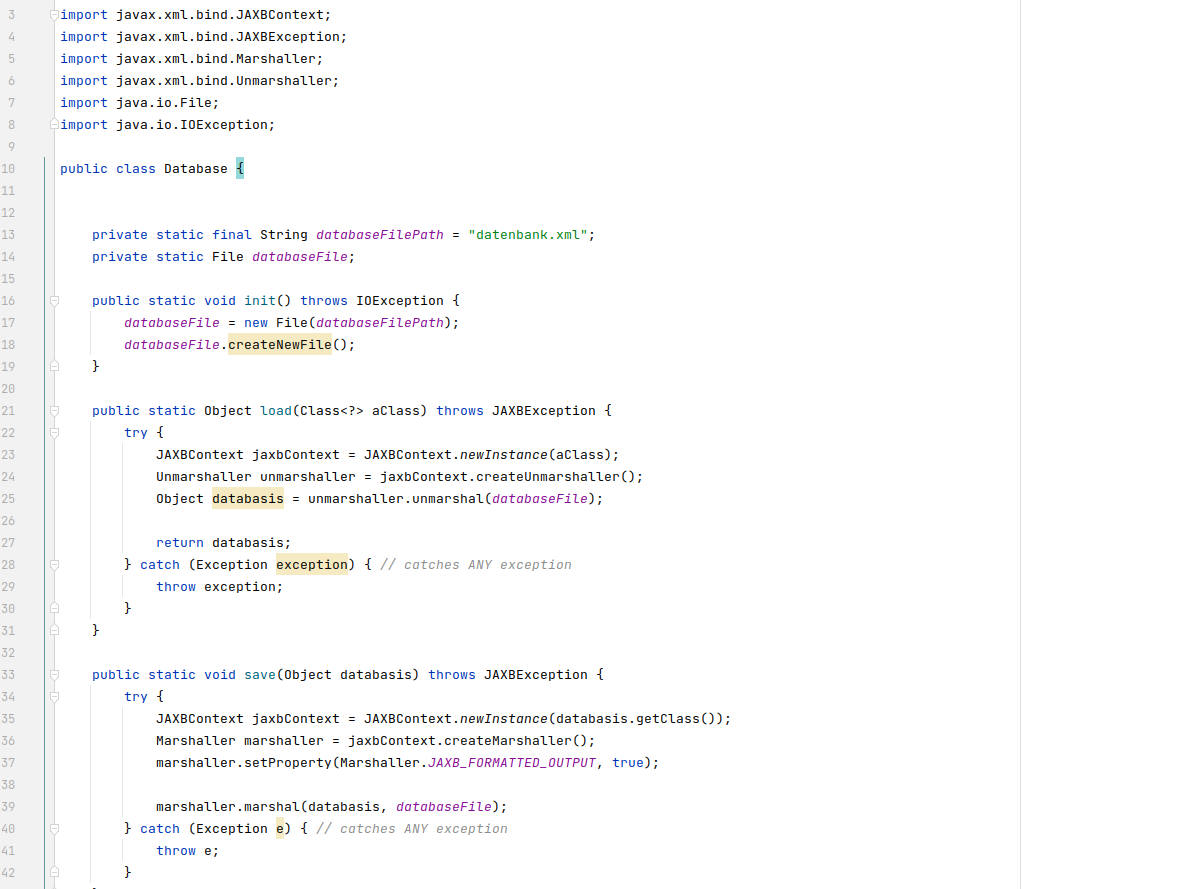 3 import javax.xml.bind.JAXBContext;
4 import javax.xml.bind.JAXBException;
5 import javax.xml.bind.Marshaller;
6 import javax.xml.bind.Unmarshaller;
7 import java.io.File;
8 import java.io.IOException;
9
10 public class Database {
11
12
13     private static final String databaseFilePath = "datenbank.xml";
14     private static File databaseFile;
15
16     public static void init() throws IOException {
17         databaseFile = new File(databaseFilePath);
18         databaseFile.createNewFile();
19     }
20
21     public static Object load(Class<?> aClass) throws JAXBException {
22         try {
23             JAXBContext jaxbContext = JAXBContext.newInstance(aClass);
24             Unmarshaller unmarshaller = jaxbContext.createUnmarshaller();
25             Object databasis = unmarshaller.unmarshal(databaseFile);
26
27             return databasis;
28         } catch (Exception exception) { // catches ANY exception
29             throw exception;
30         }
31     }
32
33     public static void save(Object databasis) throws JAXBException {
34         try {
35             JAXBContext jaxbContext = JAXBContext.newInstance(databasis.getClass());
36             Marshaller marshaller = jaxbContext.createMarshaller();
37             marshaller.setProperty(Marshaller.JAXB_FORMATTED_OUTPUT, true);
38
39             marshaller.marshal(databasis, databaseFile);
40         } catch (Exception e) { // catches ANY exception
41             throw e;
42         }